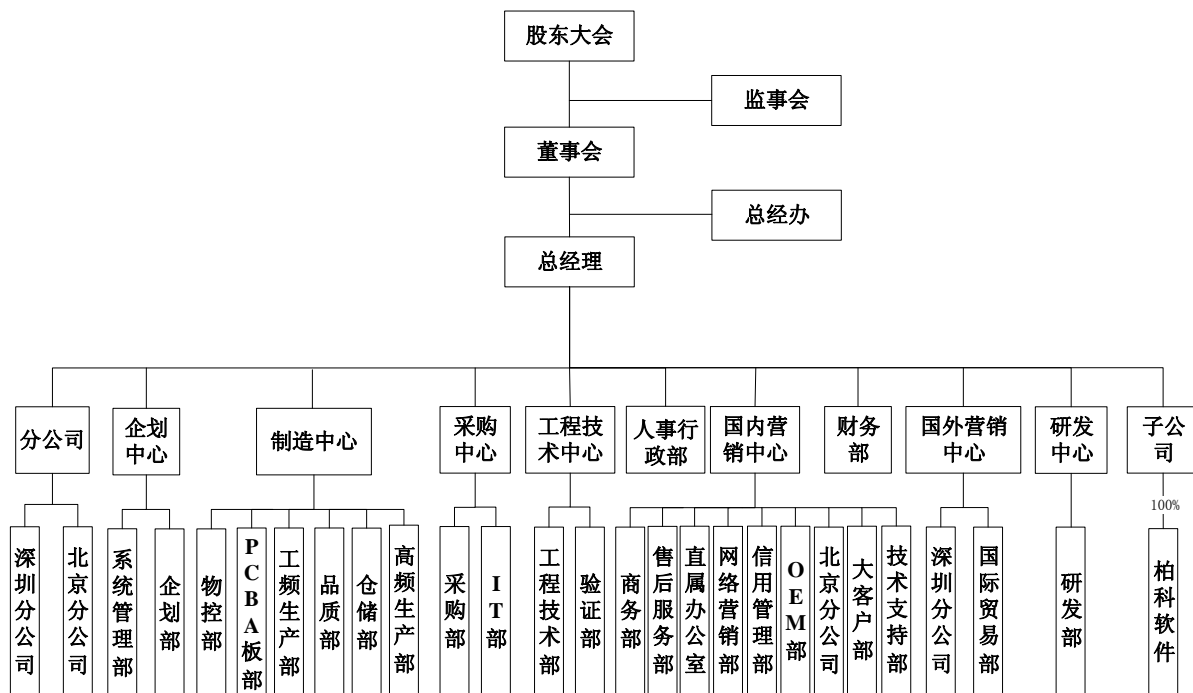 股东大会
监事会
董事会
总经办
总经理
分公司
企划
中心
制造中心
采购
中心
工程技
术中心
人事行
政部
国内营
销中心
财务
部
国外营销
中心
研发
中心
子公
司
100%
深圳分公司
北京分公司
系统管理部
企划部
物控部
PCBA板部
工频生产部
品质部
仓储部
高频生产部
采购部
IT部
工程技术部
验证部
商务部
售后服务部
直属办公室
网络营销部
信用管理部
OEM部
北京分公司
大客户部
技术支持部
深圳分公司
国际贸易部
研发部
柏科软件